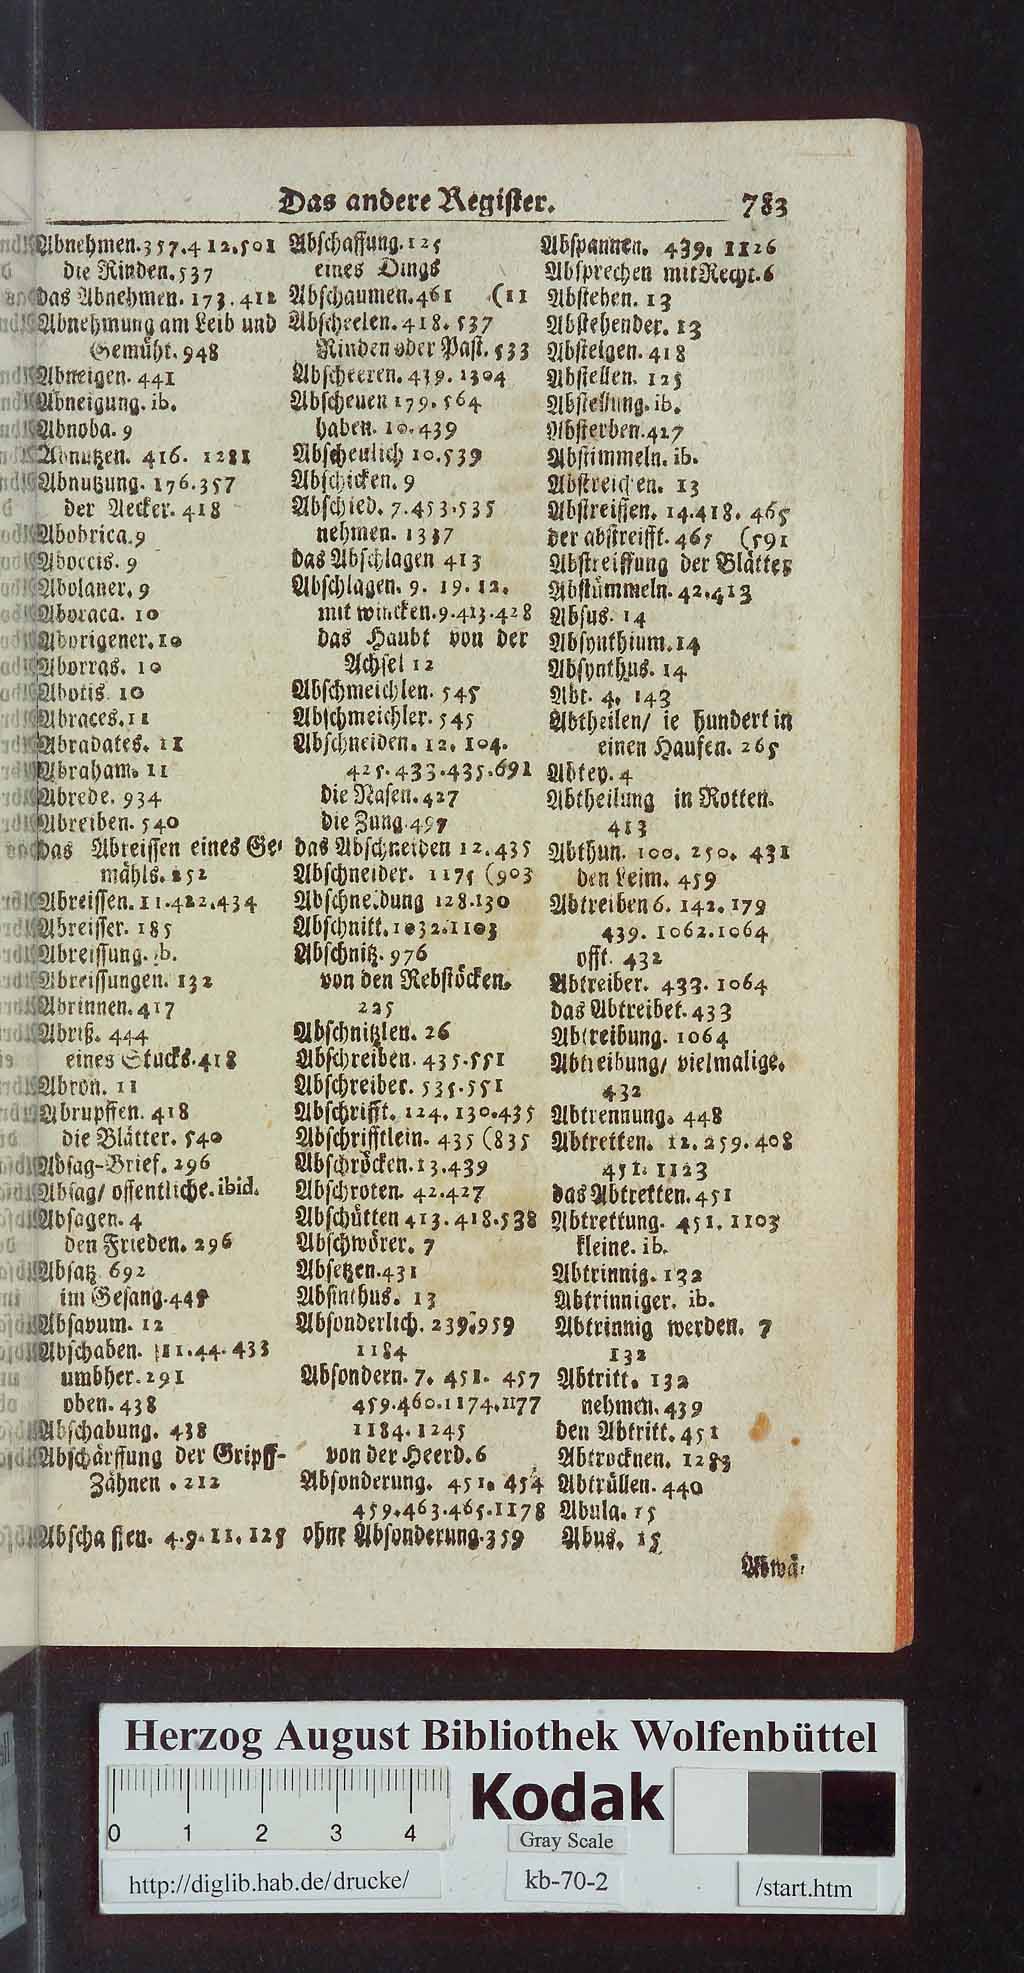 Das andere Register. 783
Abnehmen. 357. 412. 501
die Rinden. 537
das Abnehmen. 173. 412
Abnehmung am Leib und
Gemüht. 948
Abneigen. 441
Abneigung. ib.
Abnoba. 9
Abnutzen. 416. 1281
Abnutzung. 176. 357
der Aecker. 418
Abobrica. 9
Aboccis. 9
Abolaner. 9
Aboraca. 10
Aborigener. 10
Aborras. 10
Abotis. 10
Abraces. 11
Abradates. 11
Abraham. 11
Abrede. 934
Abreiben. 540
das Abreissen eines Ge-
mähls. 252
Abreissen. 11. 422. 434
Abreisser. 185
Abreissung. ib.
Abreissungen. 132
Abrinnen. 417
Abriß. 444
eines Stucks. 418
Abron. 11
Abrupffen. 418
die Blätter. 540
Absag-Brief. 296
Absag/ offentliche. ibid.
Absagen. 4
den Frieden. 296
Absatz 692
im Gesang. 445
Absavum. 12
Abschaben. 11. 44. 433
umbher. 291
oben. 438
Abschabung. 438
Abschärffung der Gripff-
Zähnen. 212
Abschaffen. 4. 9. 11. 125
Abschaffung. 125
eines Dings
Abschaumen. 461 (11
Abscheelen. 418. 537
Rinden oder Past. 533
Abscheeren. 439. 1304
Abscheuen 179. 564
haben. 10. 439
Abscheulich 10. 539
Abschicken. 9
Abschied. 7. 453. 535
nehmen. 1337
das Abschlagen 413
Abschlagen. 9. 19. 12.
mit wincken. 9. 413. 428
das Haubt von der
Achsel 12
Abschmeichlen. 545
Abschmeichler. 545
Abschneiden. 12. 104.
425. 433. 435. 691
die Nasen. 427
die Zung. 497
das Abschneiden 12. 435
Abschneider. 1175 (903
Abschneidung 128. 130
Abschnitt. 1032. 1103
Abschnitz. 976
von den Rebstöcken.
225
Abschnitzlen. 26
Abschreiben. 435. 551
Abschreiber. 535. 551
Abschrifft. 124. 130. 435
Abschrifftlein. 435 (835
Abschröcken. 13. 439
Abschroten. 42. 427
Abschütten 413. 418. 538
Abschwörer. 7
Absetzen. 431
Absinthus. 13
Absonderlich. 239. 959
1184
Absondern. 7. 451. 457
459. 460. 1174. 1177
1184. 1245
von der Heerd. 6
Absonderung. 451. 454
459. 463. 465. 1178
ohne Absonderung. 359
Abspannen. 439. 1126
Absprechen mit Recht. 6
Abstehen. 13
Abstehender. 13
Absteigen. 418
Abstellen. 125
Abstellung. ib.
Absterben. 427
Abstimmeln. ib.
Abstreichen. 13
Abstreissen. 14. 418. 465
der abstreifft. 465 (591
Abstreiffung der Blätter
Abstümmeln. 42. 413
Absus. 14
Absynthium. 14
Absynthus. 14
Abt. 4. 143
Abtheilen/ ie hundert in
einen Haufen. 265
Abtey. 4
Abtheilung in Rotten.
413
Abthun. 100. 250. 431
den Leim. 459
Abtreiben 6. 142. 179
439. 1062. 1064
offt. 432
Abtreiber. 433. 1064
das Abtreibet. 433
Abtreibung. 1064
Abtreibung/ vielmalige.
432
Abtrennung. 448
Abtretten. 12. 259. 408
451. 1123
das Abtretten. 451
Abtrettung. 451. 1103
kleine. ib.
Abtrinnig. 132
Abtrinniger. ib.
Abtrinnig werden. 7
132
Abtritt. 132
nehmen. 439
den Abtritt. 451
Abtrocknen. 1283
Abtrüllen. 440
Abula. 15
Abus. 15
Abwä-
Herzog August Bibliothek Wolfenbüttel
0 1 2 3 4
Kodak
Gray Scale
http://diglib.hab.de/drucke/ kb-70-2 /start.htm